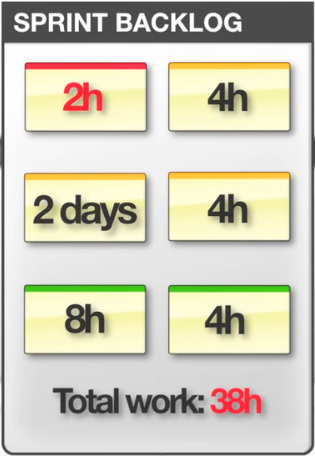 SPRINT BACKLOG
2h 4h
2 days 4h
8h 4h
Total work: 38h